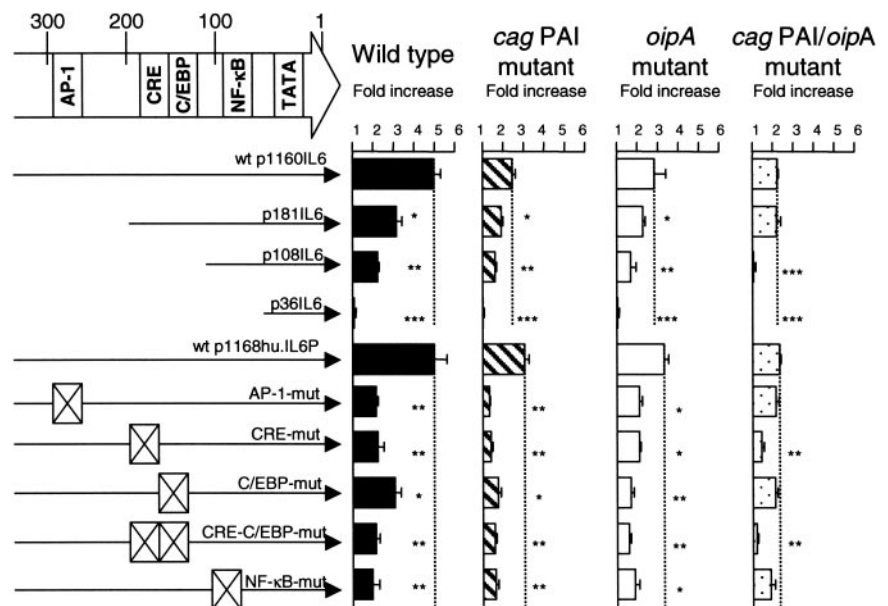 300 200 100 1
AP-1 CRE C/EBP NF-κB TATA
Wild type
Fold increase
cag PAI
mutant
Fold increase
oipA
mutant
Fold increase
cag PAI/oipA
mutant
Fold increase
1 2 3 4 5 6 1 2 3 4 5 6 1 2 3 4 5 6 1 2 3 4 5 6
wt p1160IL6
p181IL6 * * *
p108IL6 ** ** ** ***
p36IL6 *** *** *** ***
wt p1168hu.IL6P
AP-1-mut ** ** *
CRE-mut ** ** * **
C/EBP-mut * * **
CRE-C/EBP-mut ** ** ** **
NF-κB-mut ** ** *